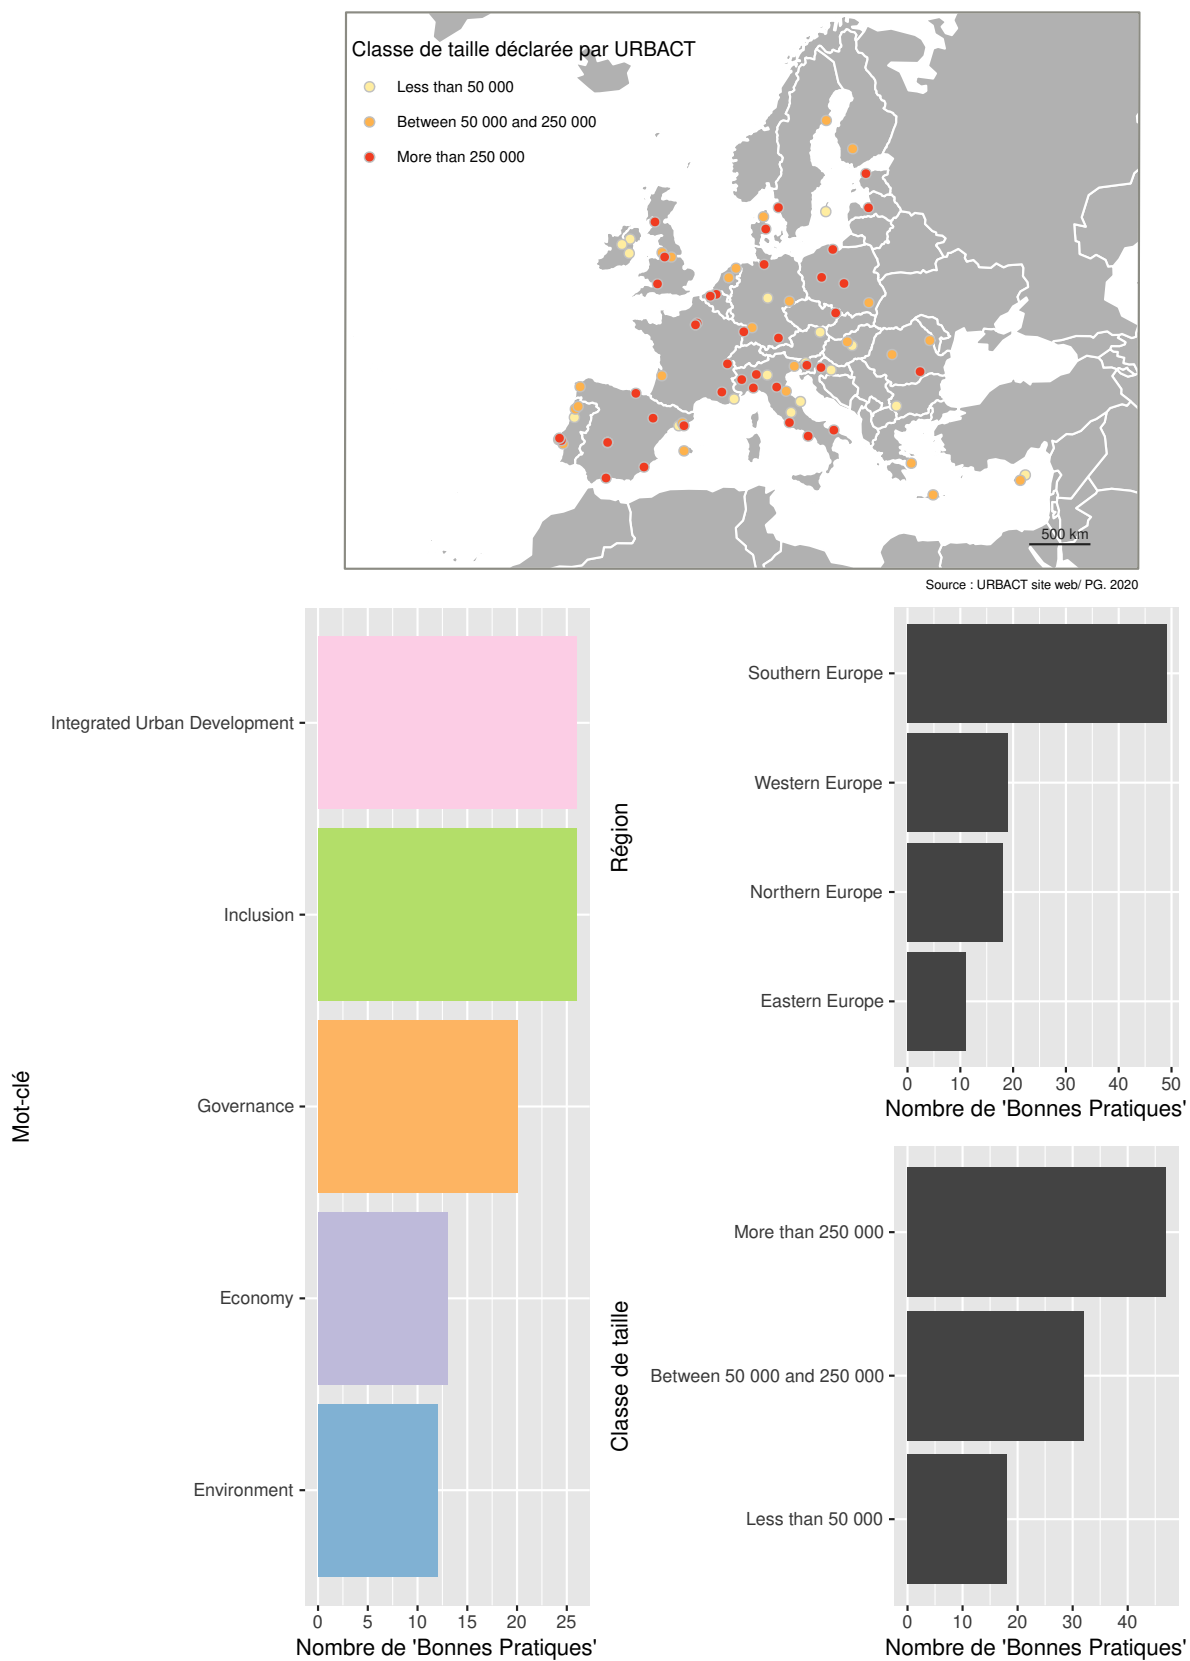 Classe de taille déclarée par URBACT
Less than 50 000
Between 50 000 and 250 000
More than 250 000
500 km
Source : URBACT site web/ PG. 2020
Mot-clé
Integrated Urban Development
Inclusion
Governance
Economy
Environment
0 5 10 15 20 25
Nombre de 'Bonnes Pratiques'
Région
Southern Europe
Western Europe
Northern Europe
Eastern Europe
0 10 20 30 40 50
Nombre de 'Bonnes Pratiques'
Classe de taille
More than 250 000
Between 50 000 and 250 000
Less than 50 000
0 10 20 30 40
Nombre de 'Bonnes Pratiques'